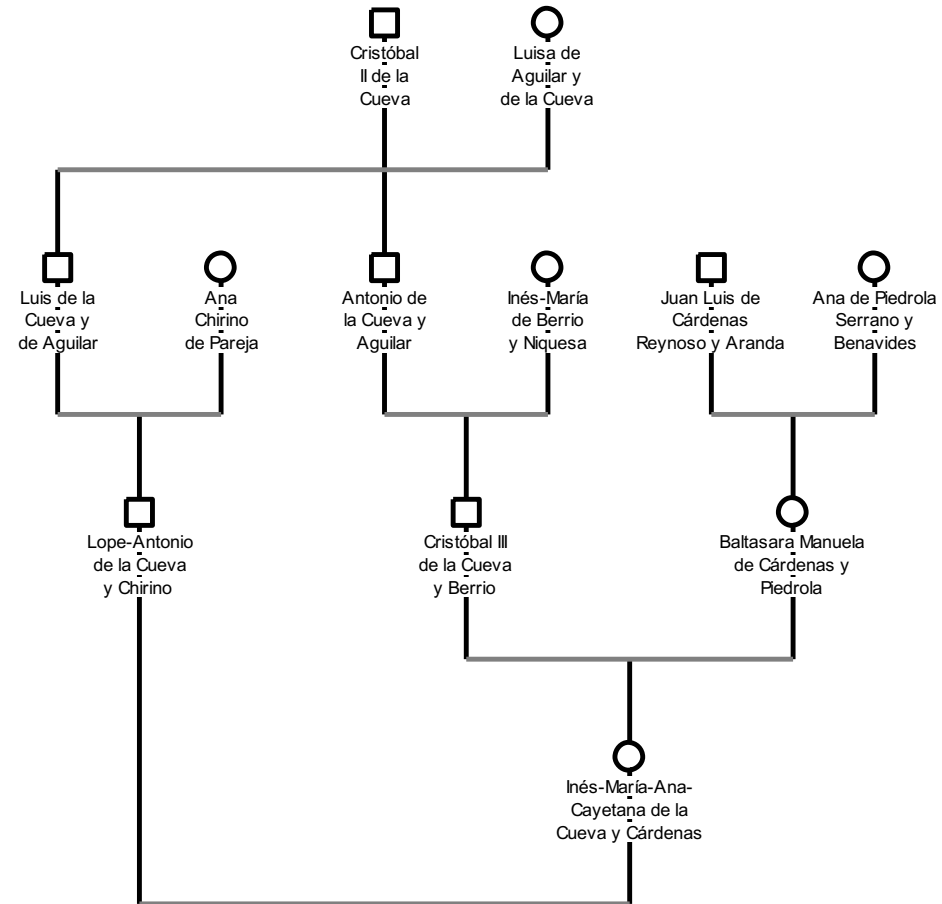 Cristóbal
II de la
Cueva
Luisa de
Aguilar y
de la Cueva
Luis de la
Cueva y
de Aguilar
Ana
Chirino
de Pareja
Antonio de
la Cueva y
Aguilar
Inés-María
de Berrio
y Niquesa
Juan Luis de
Cárdenas
Reynoso y Aranda
Ana de Piedrola
Serrano y
Benavides
Lope-Antonio
de la Cueva
y Chirino
Cristóbal III
de la Cueva
y Berrio
Baltasara Manuela
de Cárdenas y
Piedrola
Inés-María-Ana-
Cayetana de la
Cueva y Cárdenas